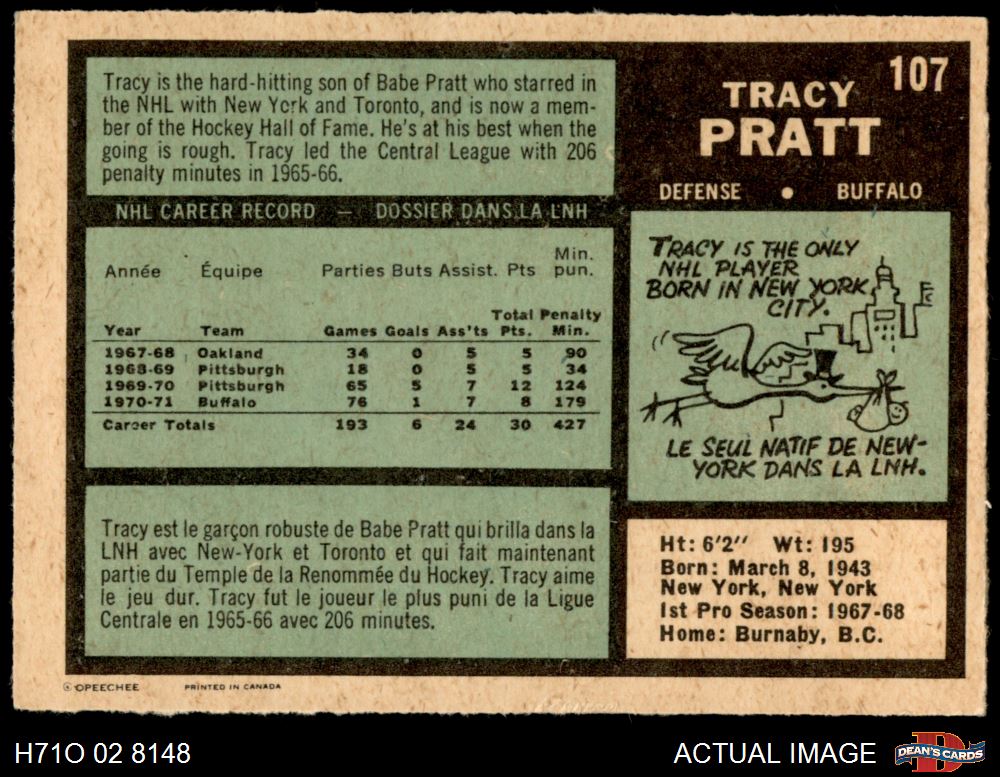 107
TRACY
PRATT
DEFENSE • BUFFALO
Tracy is the hard-hitting son of Babe Pratt who starred in
the NHL with New York and Toronto, and is now a mem-
ber of the Hockey Hall of Fame. He's at his best when the
going is rough. Tracy led the Central League with 206
penalty minutes in 1965-66.
NHL CAREER RECORD — DOSSIER DANS LA LNH
Année Équipe Parties Buts Assist. Pts Min. pun.
Year Team Games Goals Ass'ts Total Pts. Penalty Min.
1967-68 Oakland 34 0 5 5 90
1968-69 Pittsburgh 18 0 5 5 34
1969-70 Pittsburgh 65 5 7 12 124
1970-71 Buffalo 76 1 7 8 179
Career Totals 193 6 24 30 427
Tracy est le garçon robuste de Babe Pratt qui brilla dans la
LNH avec New-York et Toronto et qui fait maintenant
partie du Temple de la Renommée du Hockey. Tracy aime
le jeu dur. Tracy fut le joueur le plus puni de la Ligue
Centrale en 1965-66 avec 206 minutes.
TRACY IS THE ONLY
NHL PLAYER
BORN IN NEW YORK
CITY.
LE SEUL NATIF DE NEW-
YORK DANS LA LNH.
Ht: 6'2" Wt: 195
Born: March 8, 1943
New York, New York
1st Pro Season: 1967-68
Home: Burnaby, B.C.
© OPEECHEE PRINTED IN CANADA
H71O 02 8148
ACTUAL IMAGE
DEAN'S CARDS